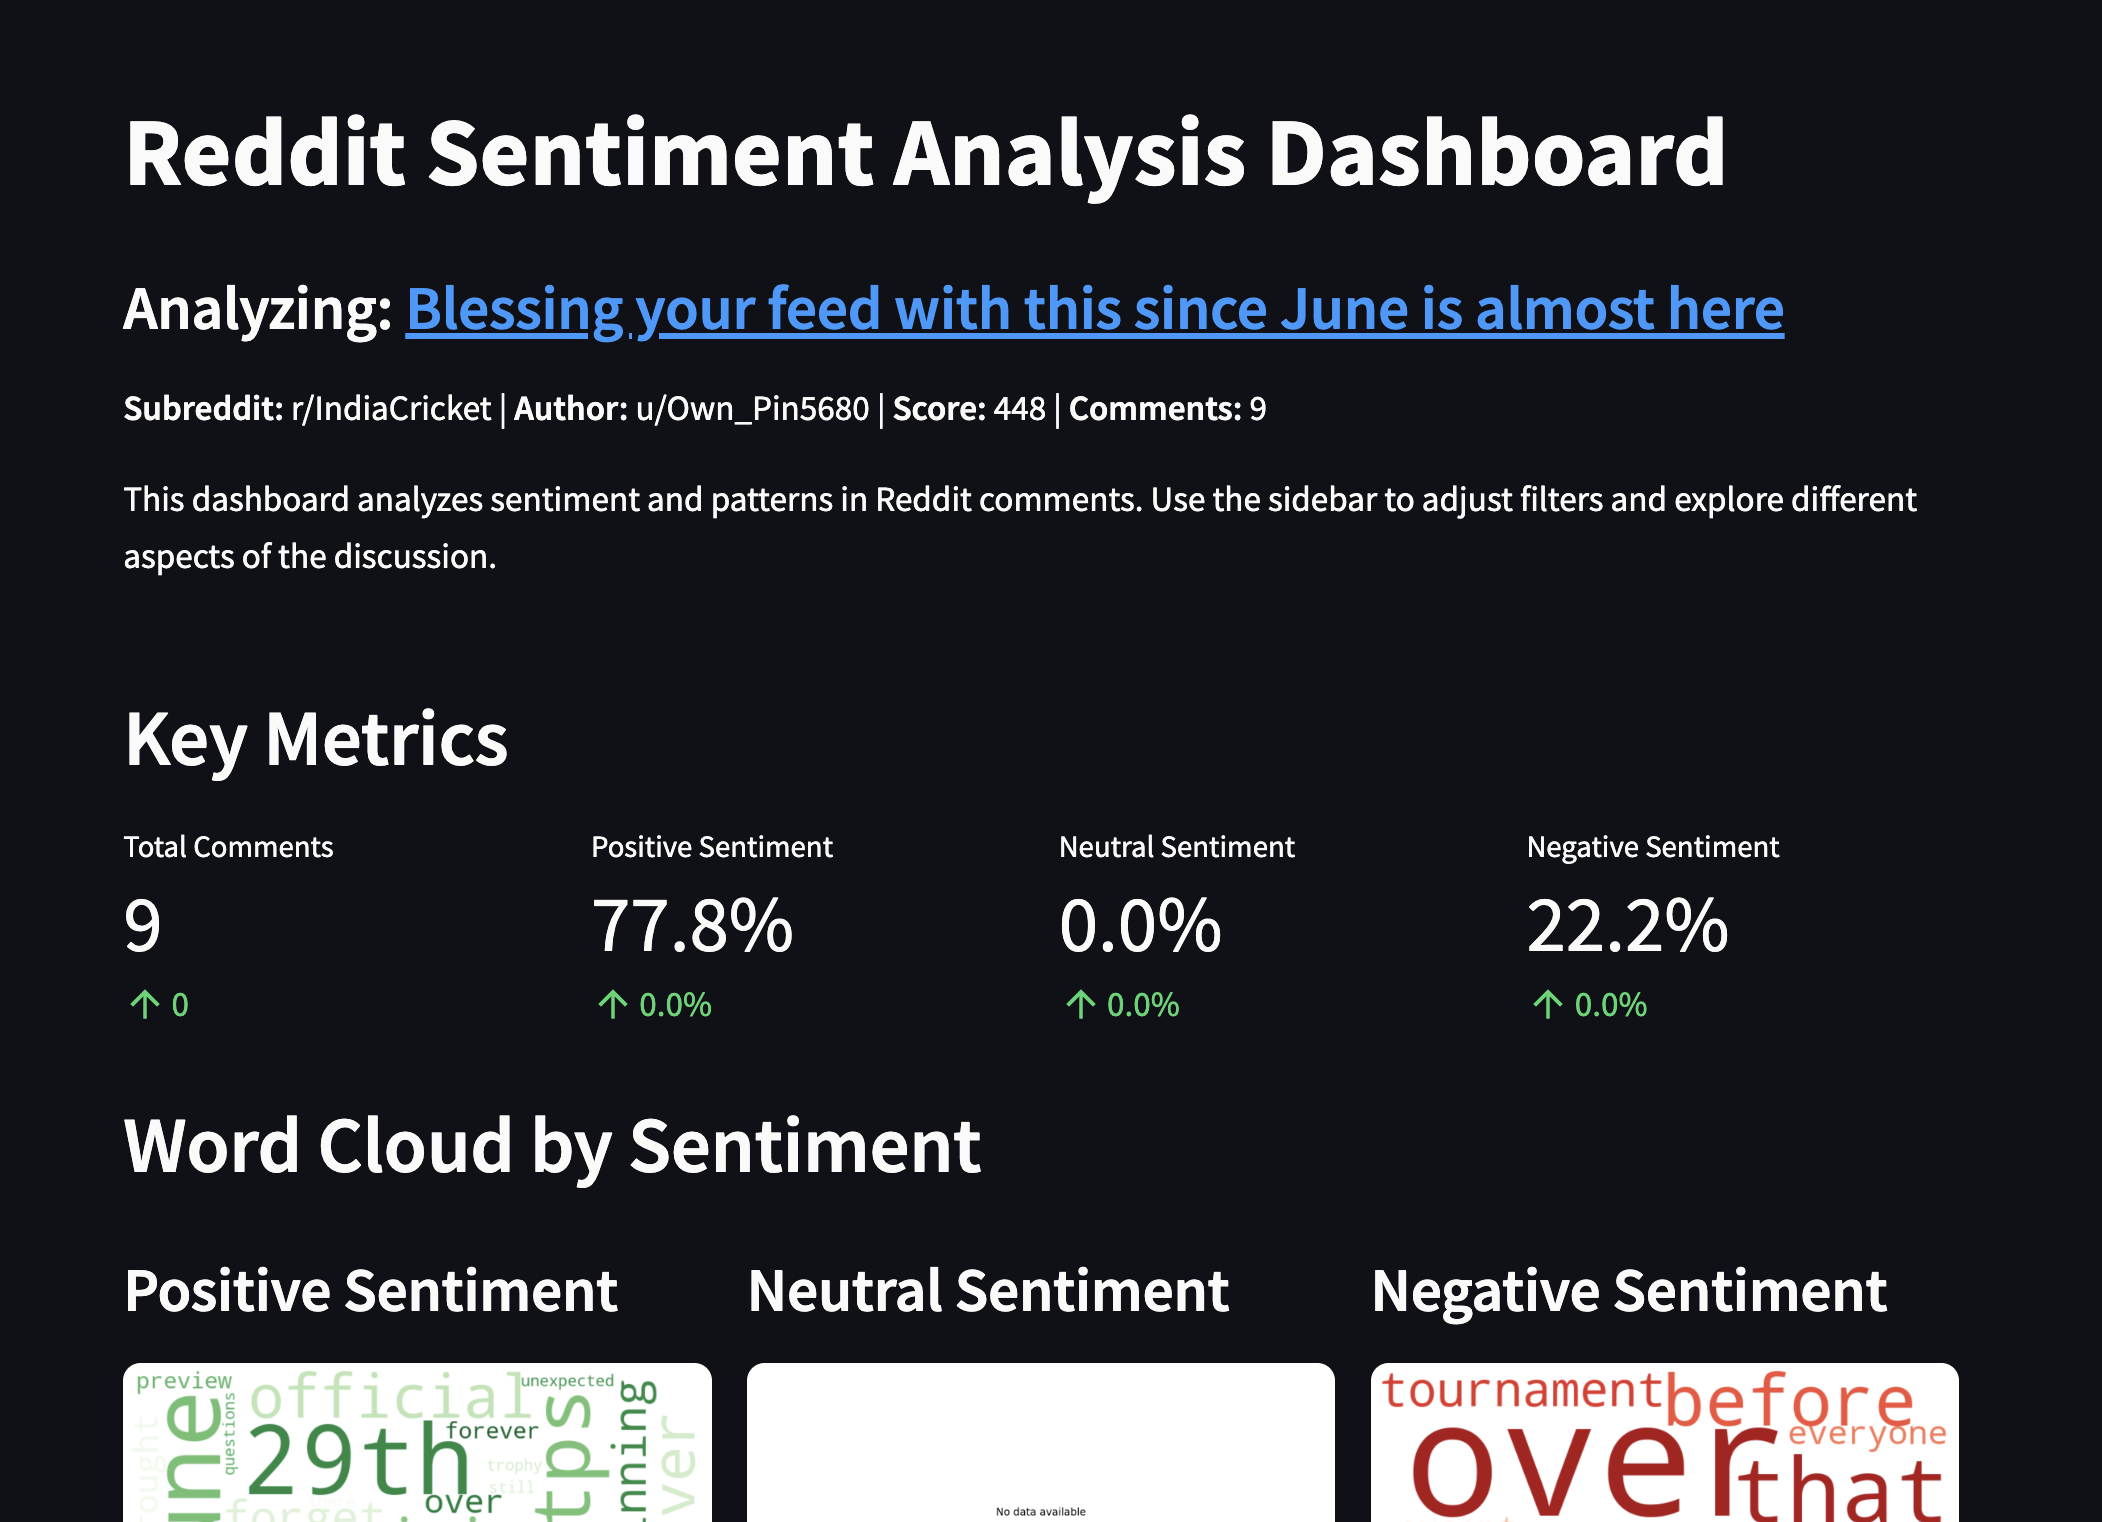 Reddit Sentiment Analysis Dashboard
Analyzing: Blessing your feed with this since June is almost here
Subreddit: r/IndiaCricket | Author: u/Own_Pin5680 | Score: 448 | Comments: 9
This dashboard analyzes sentiment and patterns in Reddit comments. Use the sidebar to adjust filters and explore different
aspects of the discussion.
Key Metrics
Total Comments
9
↑ 0
Positive Sentiment
77.8%
↑ 0.0%
Neutral Sentiment
0.0%
↑ 0.0%
Negative Sentiment
22.2%
↑ 0.0%
Word Cloud by Sentiment
Positive Sentiment
preview
official
unexpected
questions
29th
forever
trophy
still
over
forget
Neutral Sentiment
No data available
Negative Sentiment
tournament
before
everyone
over
that